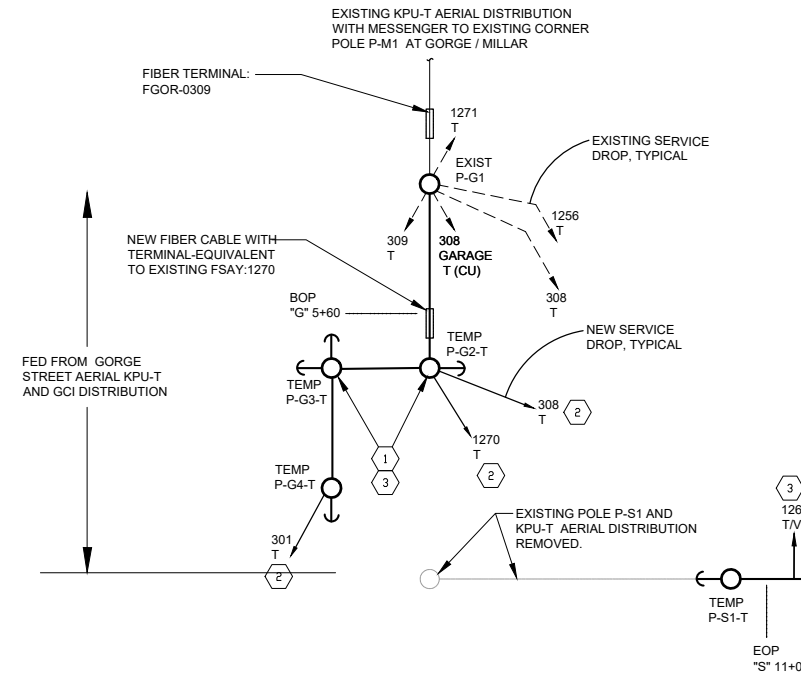 EXISTING KPU-T AERIAL DISTRIBUTION
WITH MESSENGER TO EXISTING CORNER
POLE P-M1 AT GORGE / MILLAR
FIBER TERMINAL:
FGOR-0309
1271
T
EXISTING SERVICE
DROP, TYPICAL
EXIST
P-G1
1256
T
309
T
308
GARAGE
T (CU)
NEW FIBER CABLE WITH
TERMINAL-EQUIVALENT
TO EXISTING FSAY:1270
308
T
BOP
"G" 5+60
TEMP
P-G2-T
NEW SERVICE
DROP, TYPICAL
FED FROM GORGE
STREET AERIAL KPU-T
AND GCI DISTRIBUTION
TEMP
P-G3-T
308
T
2
1270
T
2
1
3
TEMP
P-G4-T
301
T
2
EXISTING POLE P-S1 AND
KPU-T AERIAL DISTRIBUTION
REMOVED.
3
126
T/V
TEMP
P-S1-T
EOP
"S" 11+0